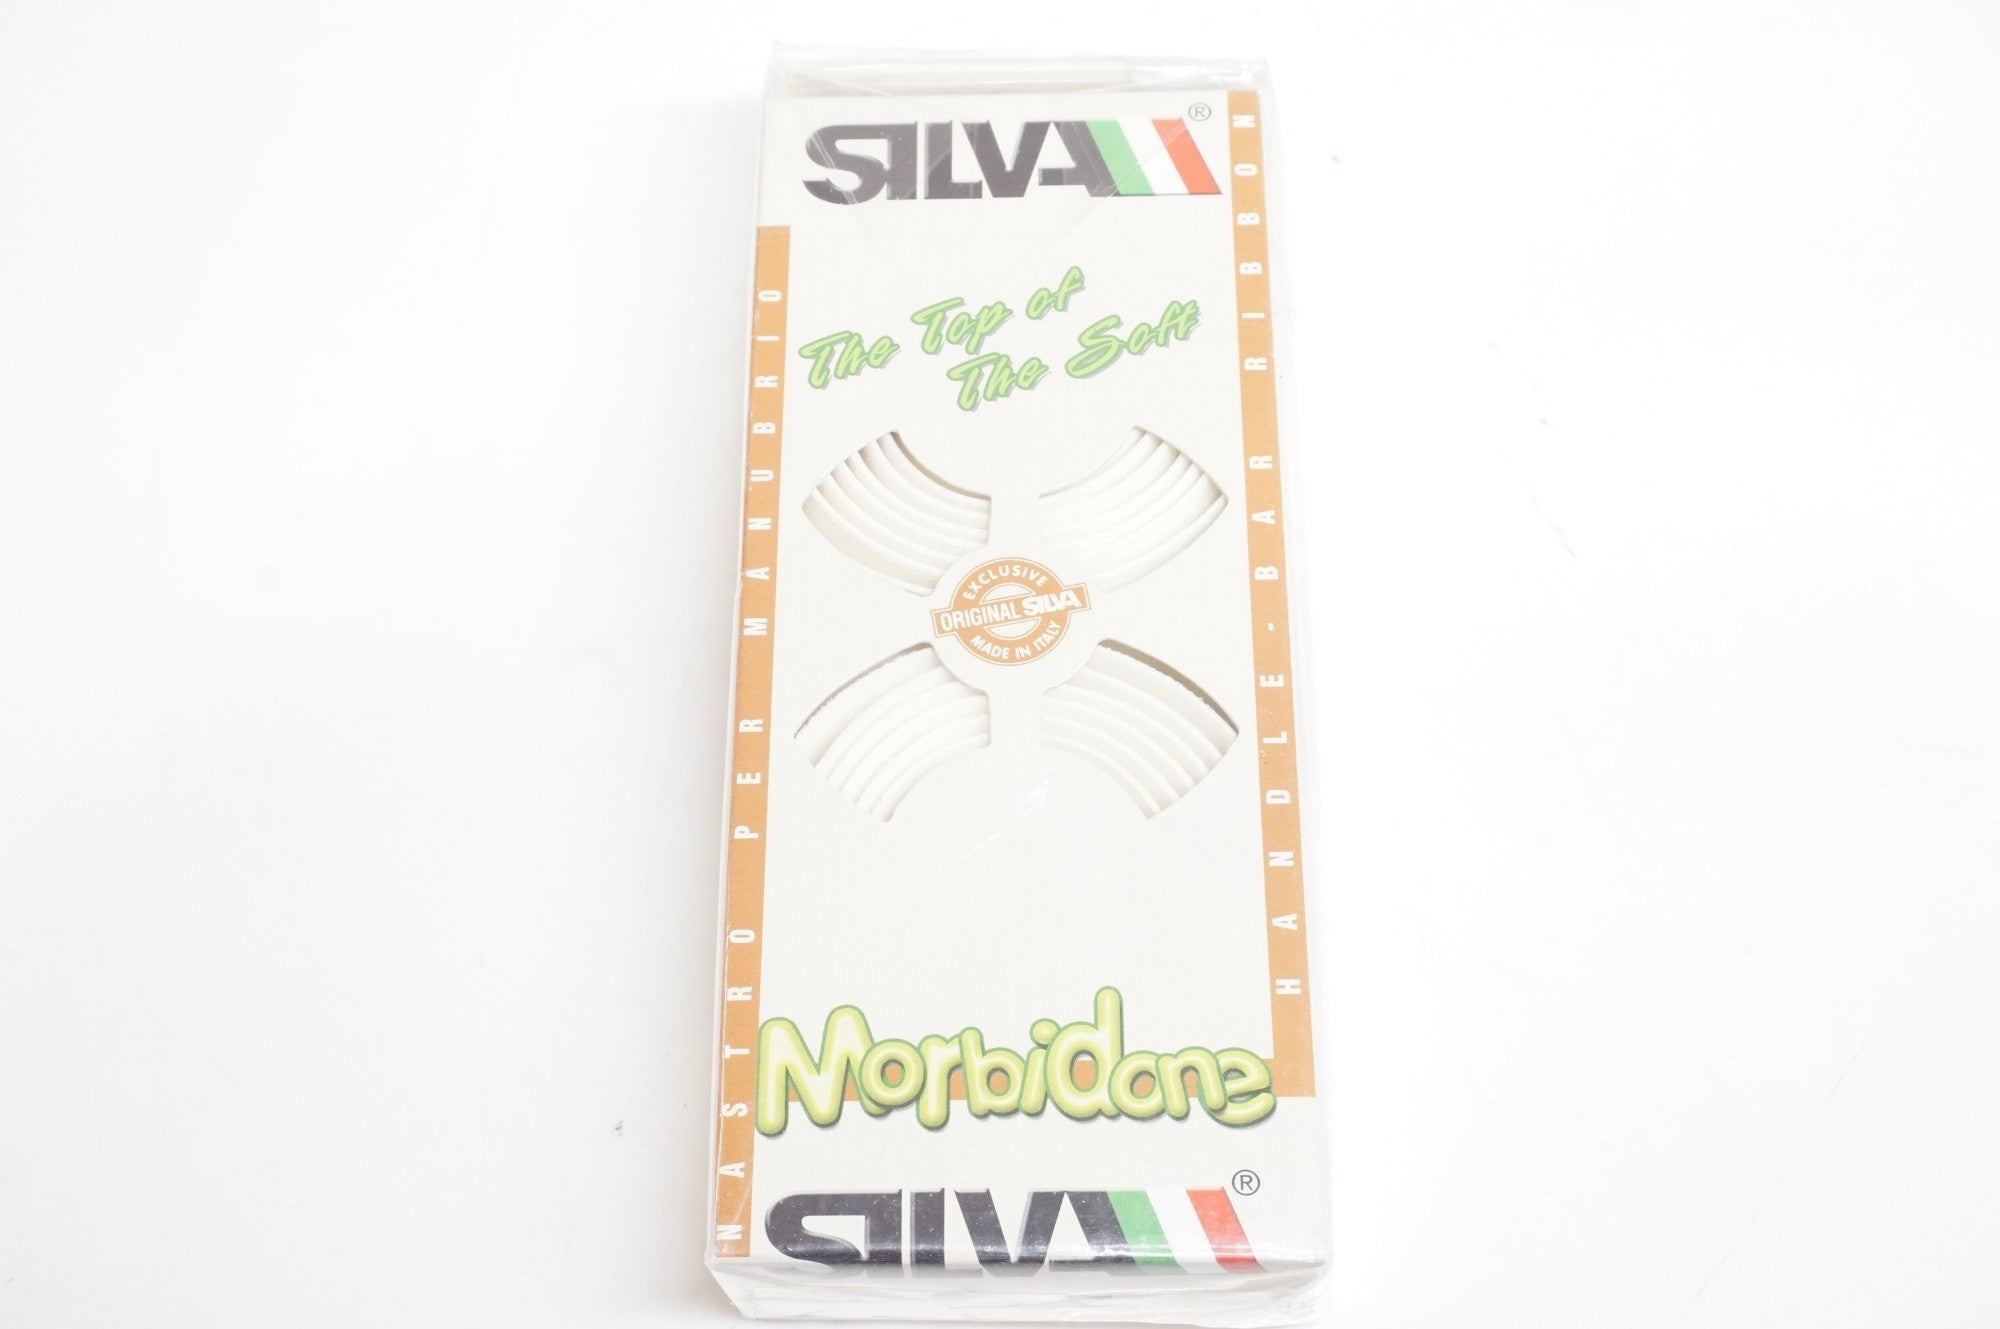 SILVA ®
The Top of
The Soft
NASTRO PER MANUBRIO
HANDLE-BAR RIBBON
EXCLUSIVE
ORIGINAL SILVA
MADE IN ITALY
Morbidone
SILVA ®